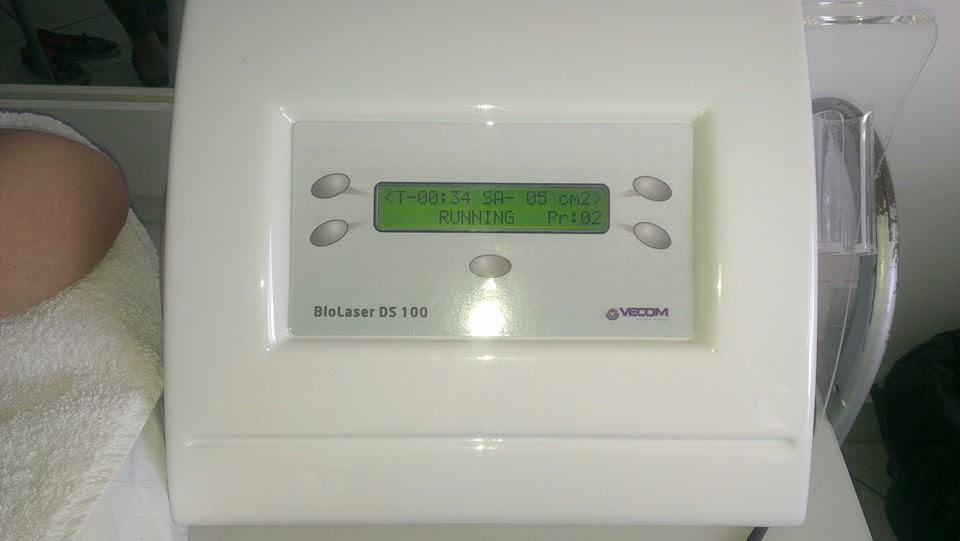 <T-00:34 SA- 05 cm2>
RUNNING Pr:02
BioLaser DS 100
VECOM